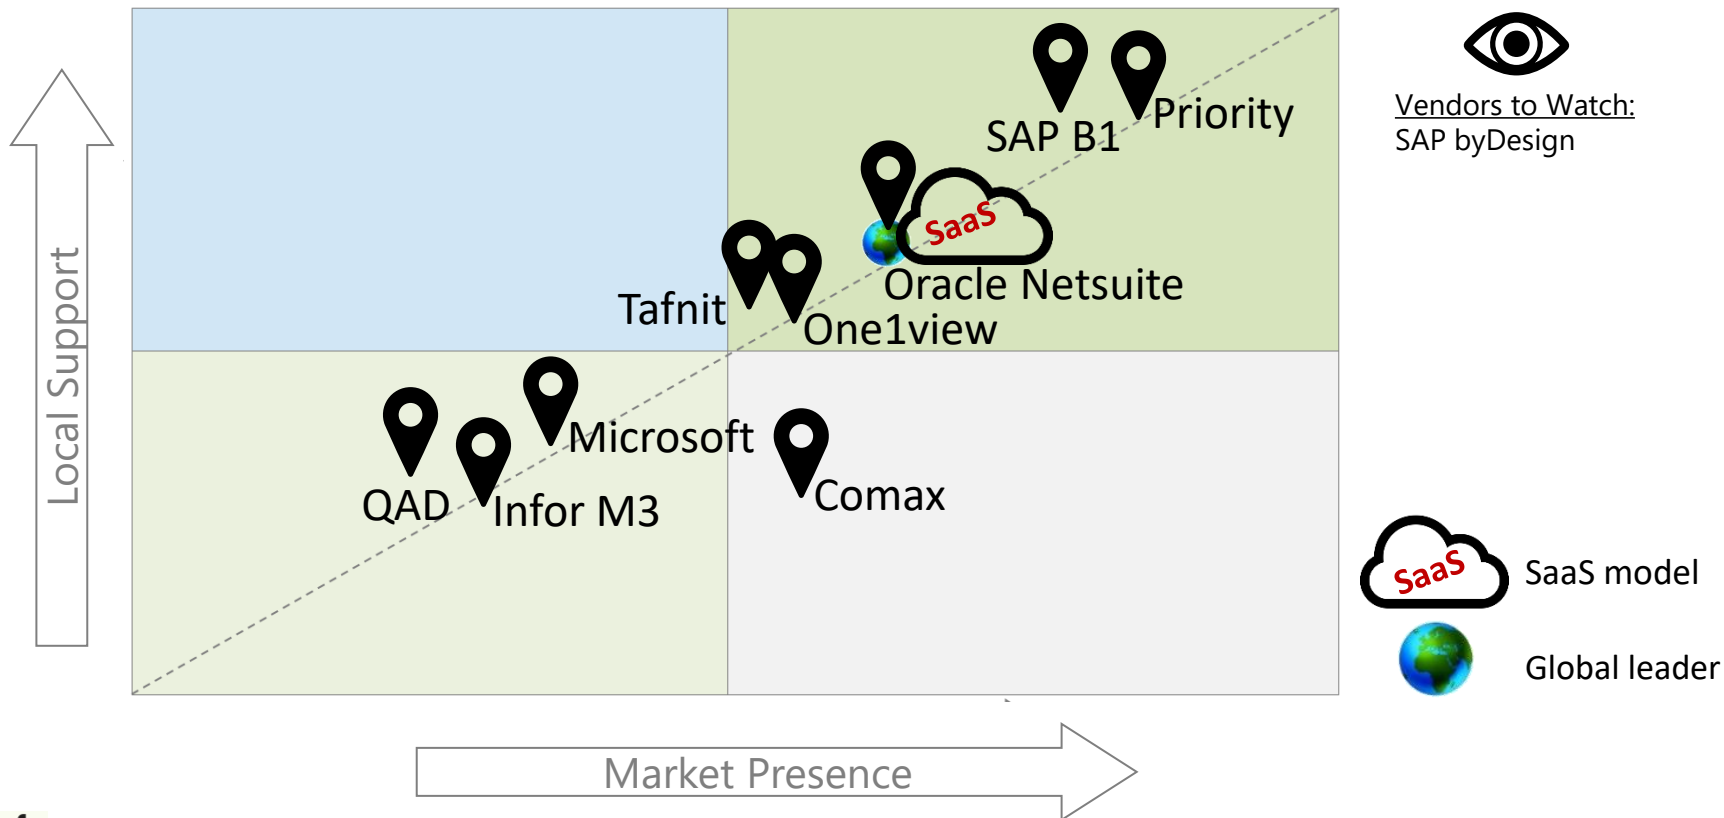 Vendors to Watch:
SAP byDesign
Priority
SAP B1
SaaS
Oracle Netsuite
Tafnit
One1view
Microsoft
Comax
QAD
Infor M3
Local Support
SaaS
SaaS model
Global leader
Market Presence